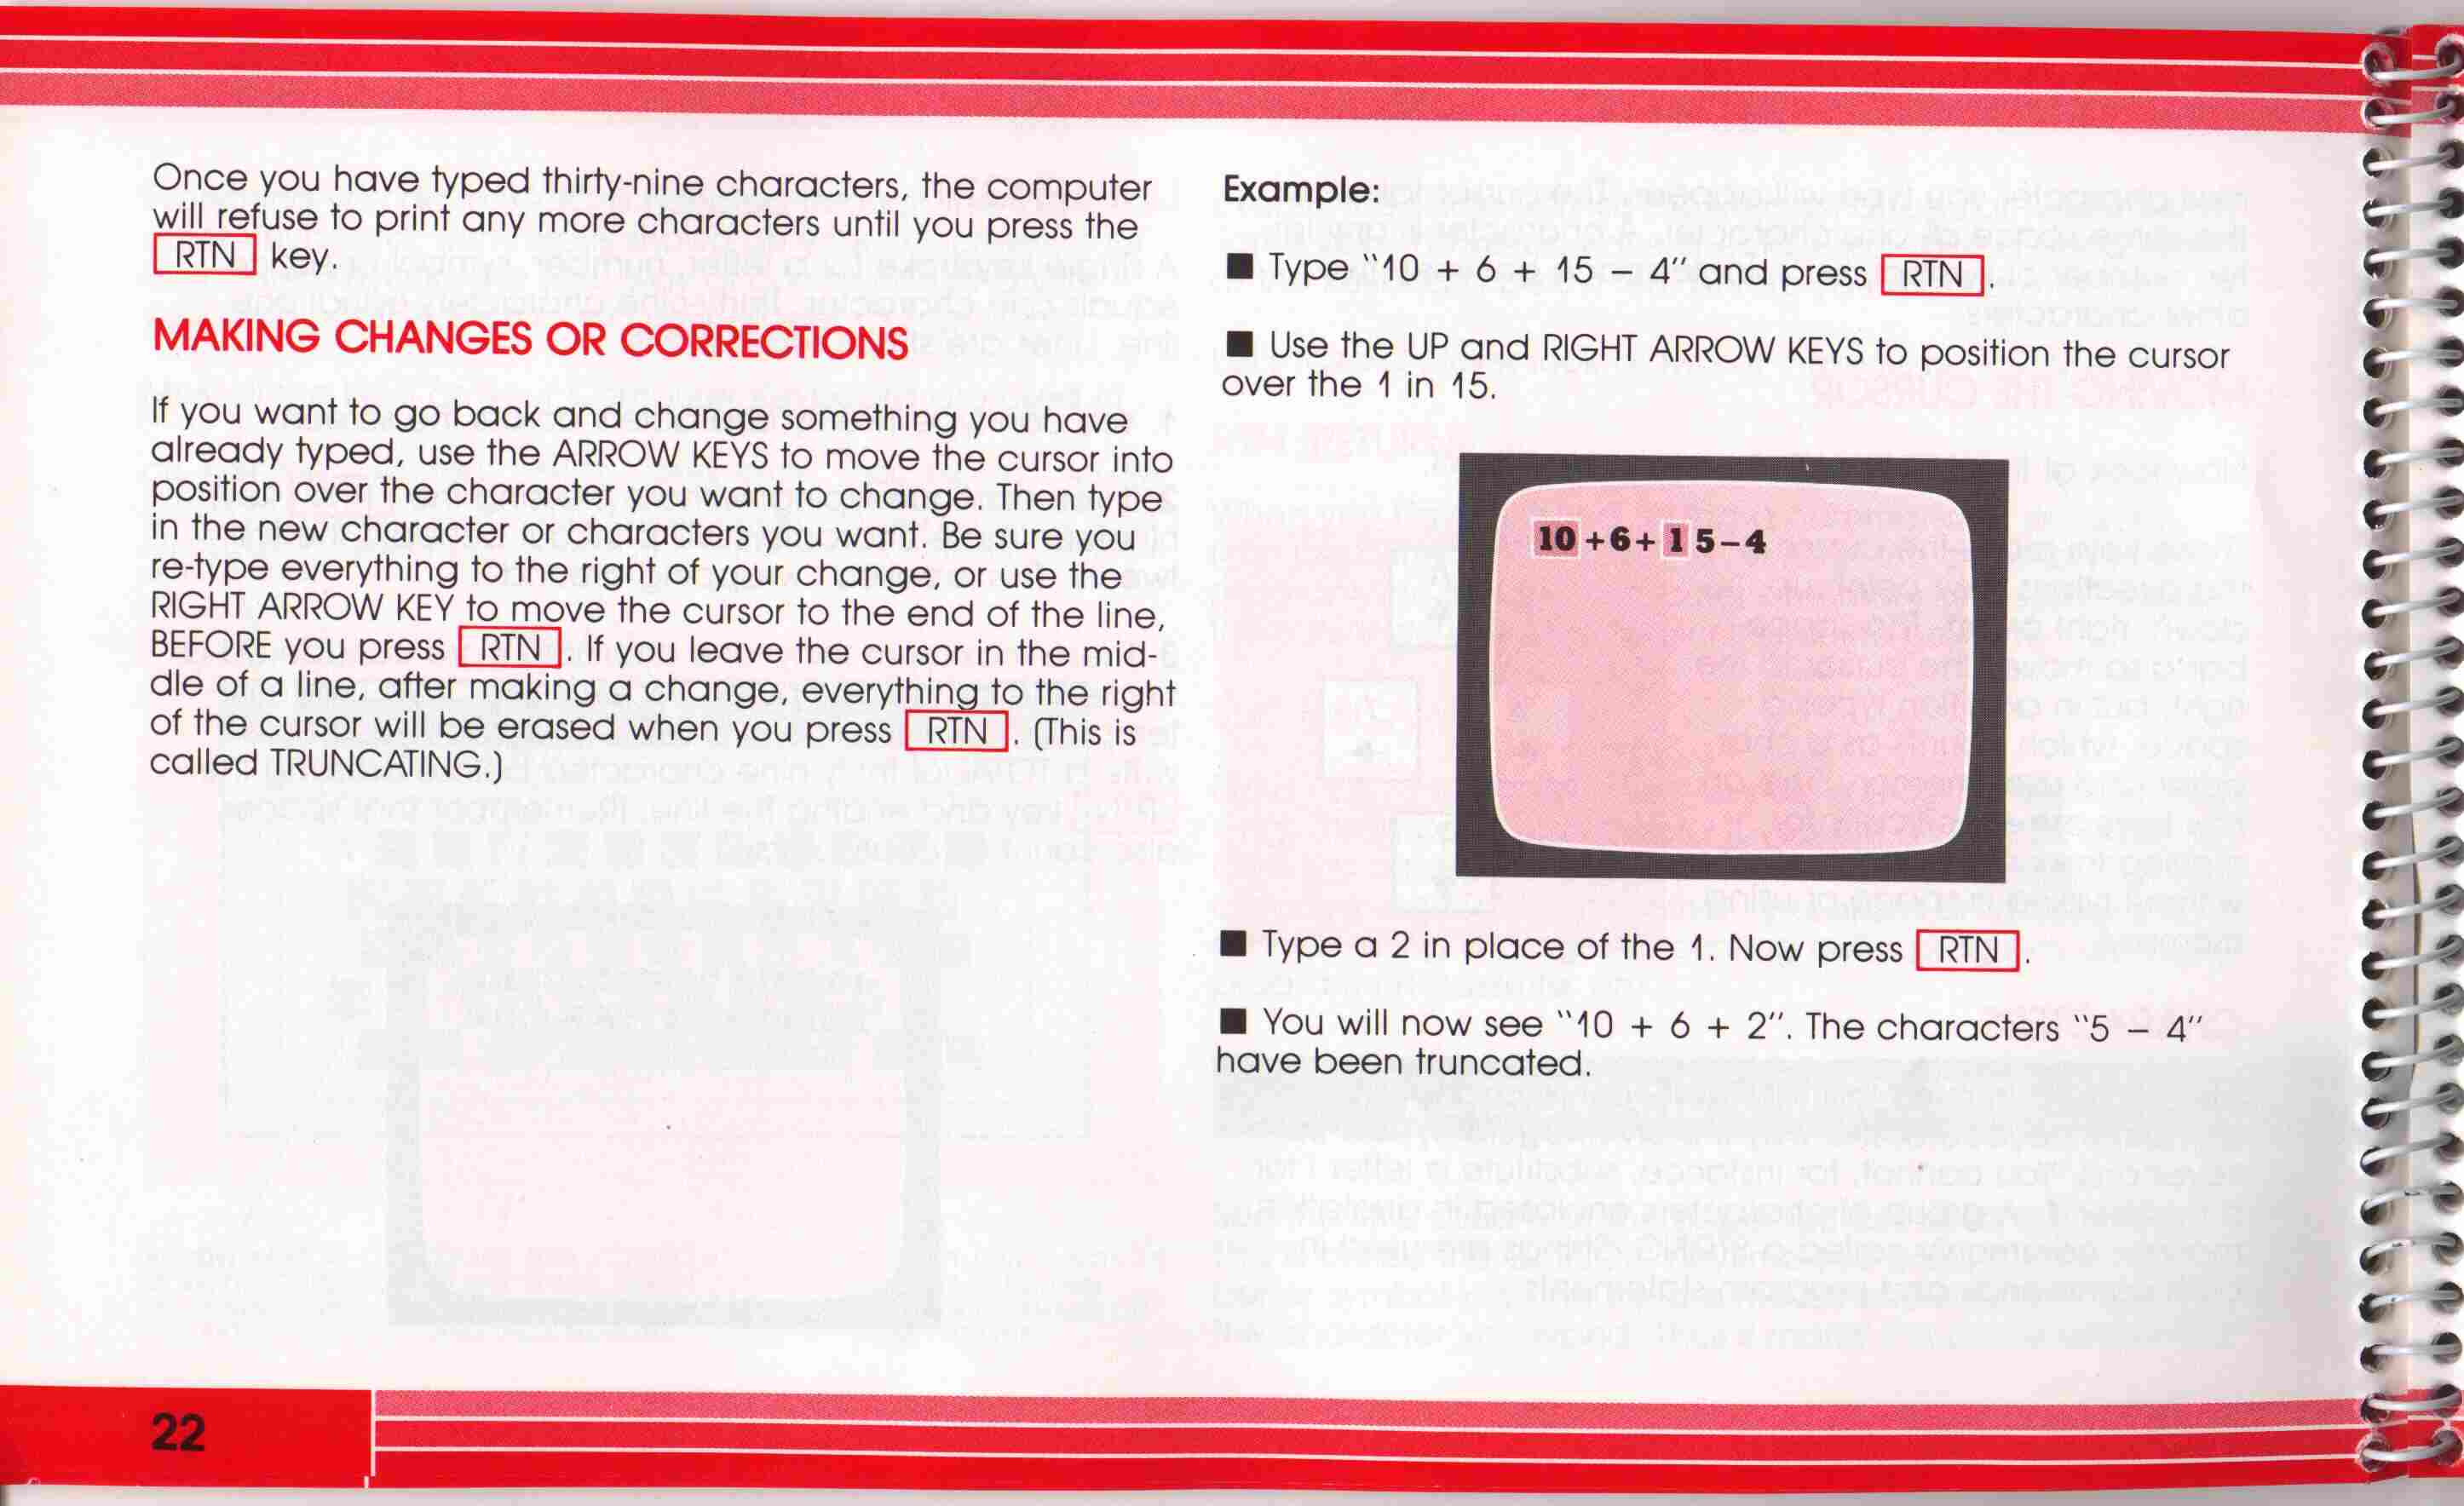 Once you have typed thirty-nine characters, the computer
will refuse to print any more characters until you press the
RTN key.
MAKING CHANGES OR CORRECTIONS
If you want to go back and change something you have
already typed, use the ARROW KEYS to move the cursor into
position over the character you want to change. Then type
in the new character or characters you want. Be sure you
re-type everything to the right of your change, or use the
RIGHT ARROW KEY to move the cursor to the end of the line,
BEFORE you press RTN. If you leave the cursor in the mid-
dle of a line, after making a change, everything to the right
of the cursor will be erased when you press RTN. (This is
called TRUNCATING.)
Example:
■ Type "10 + 6 + 15 – 4" and press RTN.
■ Use the UP and RIGHT ARROW KEYS to position the cursor
over the 1 in 15.
10+6+15–4
■ Type a 2 in place of the 1. Now press RTN.
■ You will now see "10 + 6 + 2". The characters "5 – 4"
have been truncated.
22